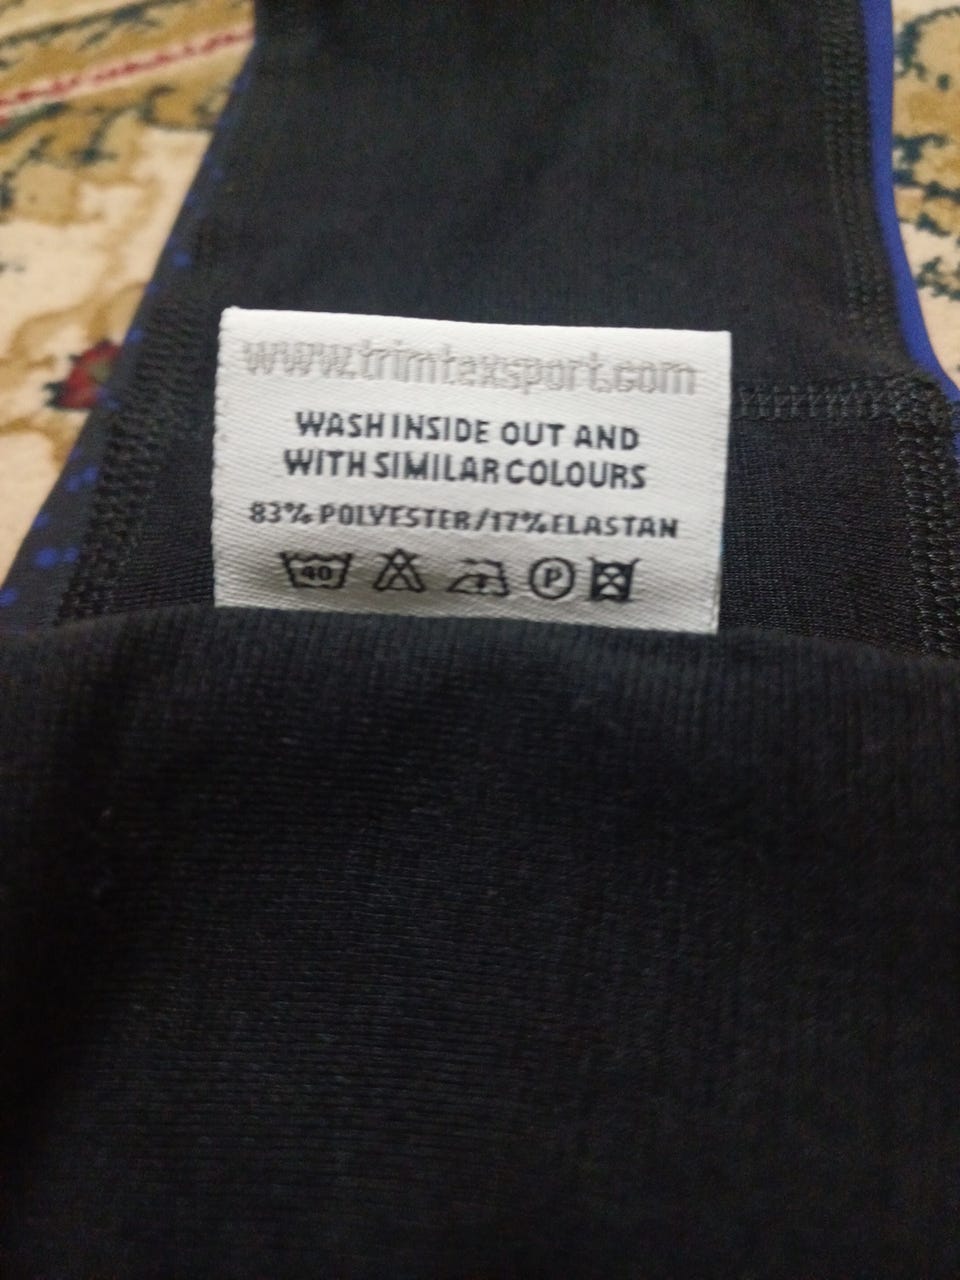 www.trimtexsport.com
WASH INSIDE OUT AND
WITH SIMILAR COLOURS
83% POLYESTER/17% ELASTAN
40 P